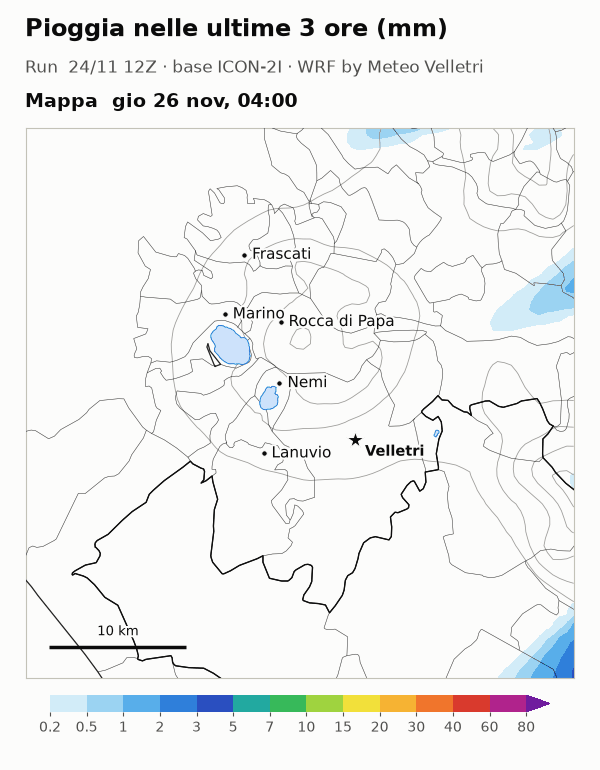 Pioggia nelle ultime 3 ore (mm)
Run  24/11 12Z · base ICON-2I · WRF by Meteo Velletri
Mappa  gio 26 nov, 04:00
Frascati
Marino
Rocca di Papa
Nemi
Velletri
Lanuvio
10 km
0.2 0.5 1 2 3 5 7 10 15 20 30 40 60 80